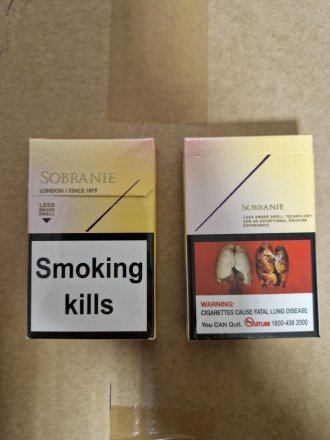 SOBRANIE
LONDON / SINCE 1879
LESS
SMOKE
SMELL
Smoking
kills
SOBRANIE
LESS SMOKE SMELL TECHNOLOGY
FOR AN EXCEPTIONAL SMOKING
EXPERIENCE
WARNING:
CIGARETTES CAUSE FATAL LUNG DISEASE
You CAN Quit. QUITLINE 1800-438 2000